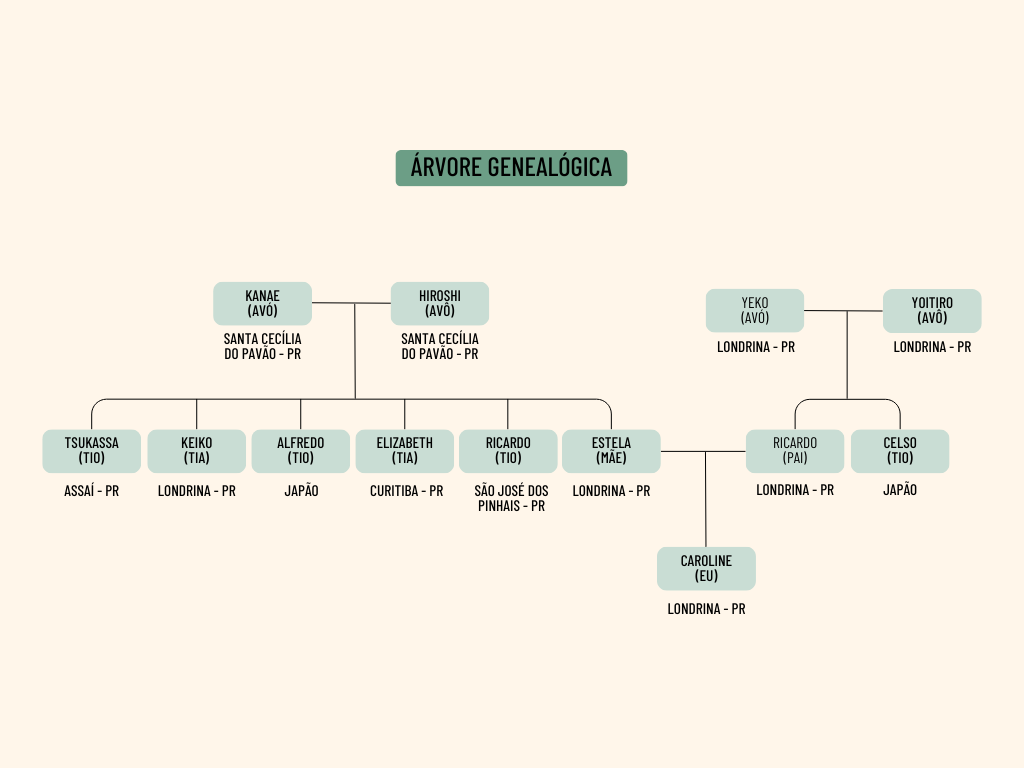 ÁRVORE GENEALÓGICA
KANAE
(AVÓ)
SANTA CECÍLIA
DO PAVÃO - PR
HIROSHI
(AVÔ)
SANTA CECÍLIA
DO PAVÃO - PR
YEKO
(AVÓ)
LONDRINA - PR
YOITIRO
(AVÔ)
LONDRINA - PR
TSUKASSA
(TIO)
ASSAÍ - PR
KEIKO
(TIA)
LONDRINA - PR
ALFREDO
(TIO)
JAPÃO
ELIZABETH
(TIA)
CURITIBA - PR
RICARDO
(TIO)
SÃO JOSÉ DOS
PINHAIS - PR
ESTELA
(MÃE)
LONDRINA - PR
RICARDO
(PAI)
LONDRINA - PR
CELSO
(TIO)
JAPÃO
CAROLINE
(EU)
LONDRINA - PR